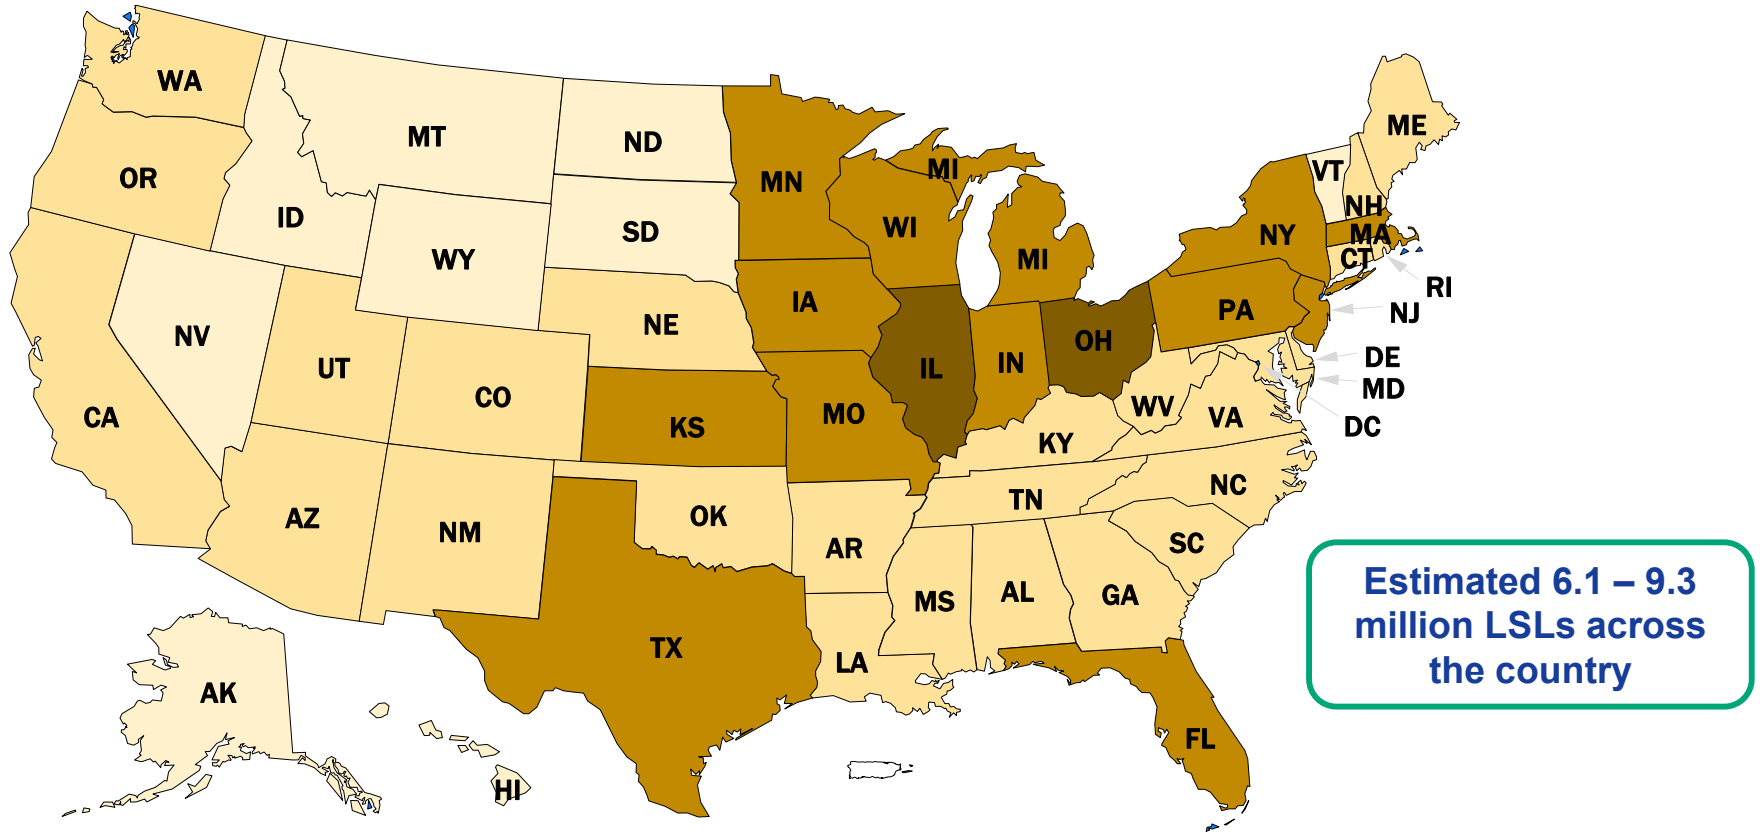 WA
MT
ND
MN
MI
ME
VT
OR
ID
SD
WI
NH
NY
MA
WY
MI
CT
RI
NV
NE
IA
PA
NJ
UT
CO
IL
IN
OH
DE
MD
CA
KS
MO
WV
VA
DC
KY
AZ
NM
OK
TN
NC
AR
SC
MS
AL
GA
TX
LA
AK
FL
HI
Estimated 6.1 – 9.3
million LSLs across
the country